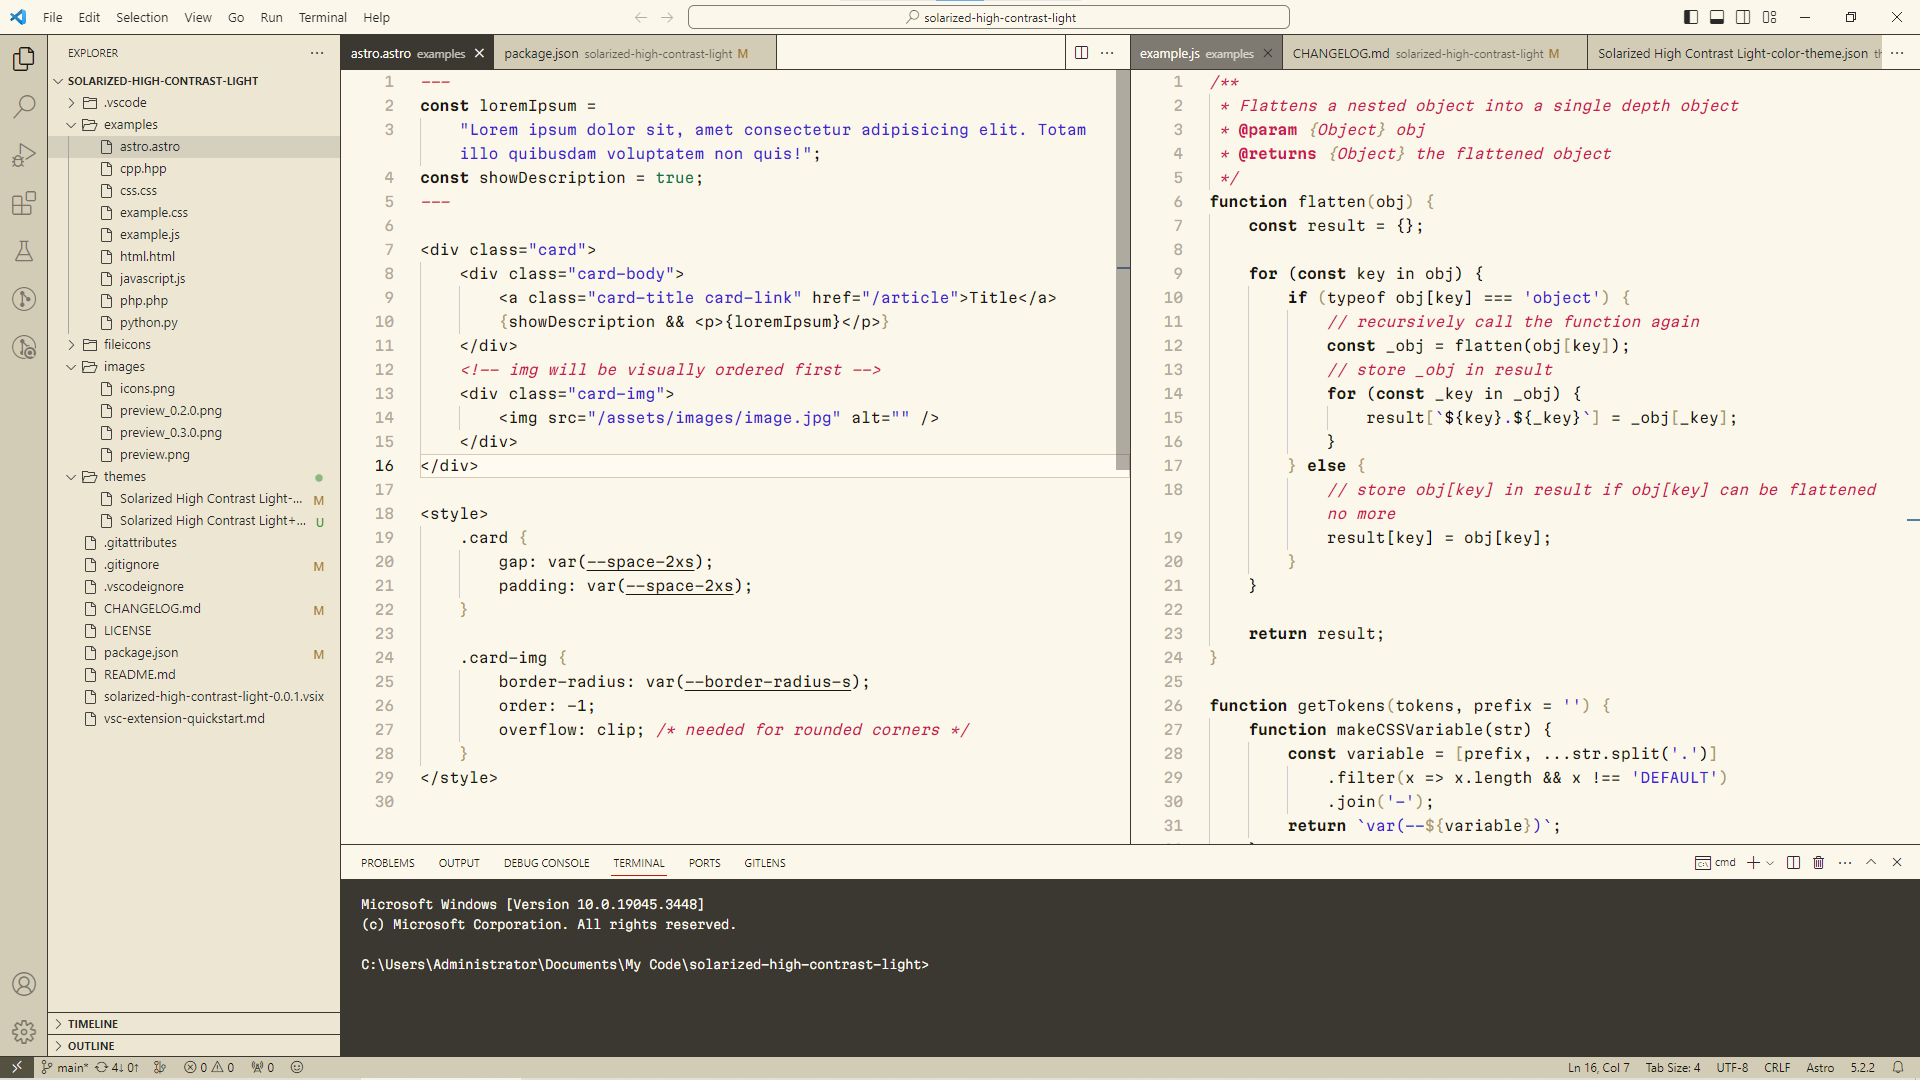 File Edit Selection View Go Run Terminal Help
solarized-high-contrast-light
EXPLORER
SOLARIZED-HIGH-CONTRAST-LIGHT
.vscode
examples
astro.astro
cpp.hpp
css.css
example.css
example.js
html.html
javascript.js
php.php
python.py
fileicons
images
icons.png
preview_0.2.0.png
preview_0.3.0.png
preview.png
themes
Solarized High Contrast Light-... M
Solarized High Contrast Light+... U
.gitattributes
.gitignore M
.vscodeignore
CHANGELOG.md M
LICENSE
package.json M
README.md
solarized-high-contrast-light-0.0.1.vsix
vsc-extension-quickstart.md
TIMELINE
OUTLINE
astro.astro examples
package.json solarized-high-contrast-light M
1 ---
2 const loremIpsum =
3 "Lorem ipsum dolor sit, amet consectetur adipisicing elit. Totam
illo quibusdam voluptatem non quis!";
4 const showDescription = true;
5 ---
6
7 <div class="card">
8 <div class="card-body">
9 <a class="card-title card-link" href="/article">Title</a>
10 {showDescription && <p>{loremIpsum}</p>}
11 </div>
12 <!-- img will be visually ordered first -->
13 <div class="card-img">
14 <img src="/assets/images/image.jpg" alt="" />
15 </div>
16 </div>
17
18 <style>
19 .card {
20 gap: var(--space-2xs);
21 padding: var(--space-2xs);
22 }
23
24 .card-img {
25 border-radius: var(--border-radius-s);
26 order: -1;
27 overflow: clip; /* needed for rounded corners */
28 }
29 </style>
30
example.js examples
CHANGELOG.md solarized-high-contrast-light M
Solarized High Contrast Light-color-theme.json
1 /**
2 * Flattens a nested object into a single depth object
3 * @param {Object} obj
4 * @returns {Object} the flattened object
5 */
6 function flatten(obj) {
7 const result = {};
8
9 for (const key in obj) {
10 if (typeof obj[key] === 'object') {
11 // recursively call the function again
12 const _obj = flatten(obj[key]);
13 // store _obj in result
14 for (const _key in _obj) {
15 result[`${key}.${_key}`] = _obj[_key];
16 }
17 } else {
18 // store obj[key] in result if obj[key] can be flattened
no more
19 result[key] = obj[key];
20 }
21 }
22
23 return result;
24 }
25
26 function getTokens(tokens, prefix = '') {
27 function makeCSSVariable(str) {
28 const variable = [prefix, ...str.split('.')]
29 .filter(x => x.length && x !== 'DEFAULT')
30 .join('-');
31 return `var(--${variable})`;
PROBLEMS OUTPUT DEBUG CONSOLE TERMINAL PORTS GITLENS
cmd
Microsoft Windows [Version 10.0.19045.3448]
(c) Microsoft Corporation. All rights reserved.
C:\Users\Administrator\Documents\My Code\solarized-high-contrast-light>
main* 4↓ 0↑ 0 0 0
Ln 16, Col 7 Tab Size: 4 UTF-8 CRLF Astro 5.2.2